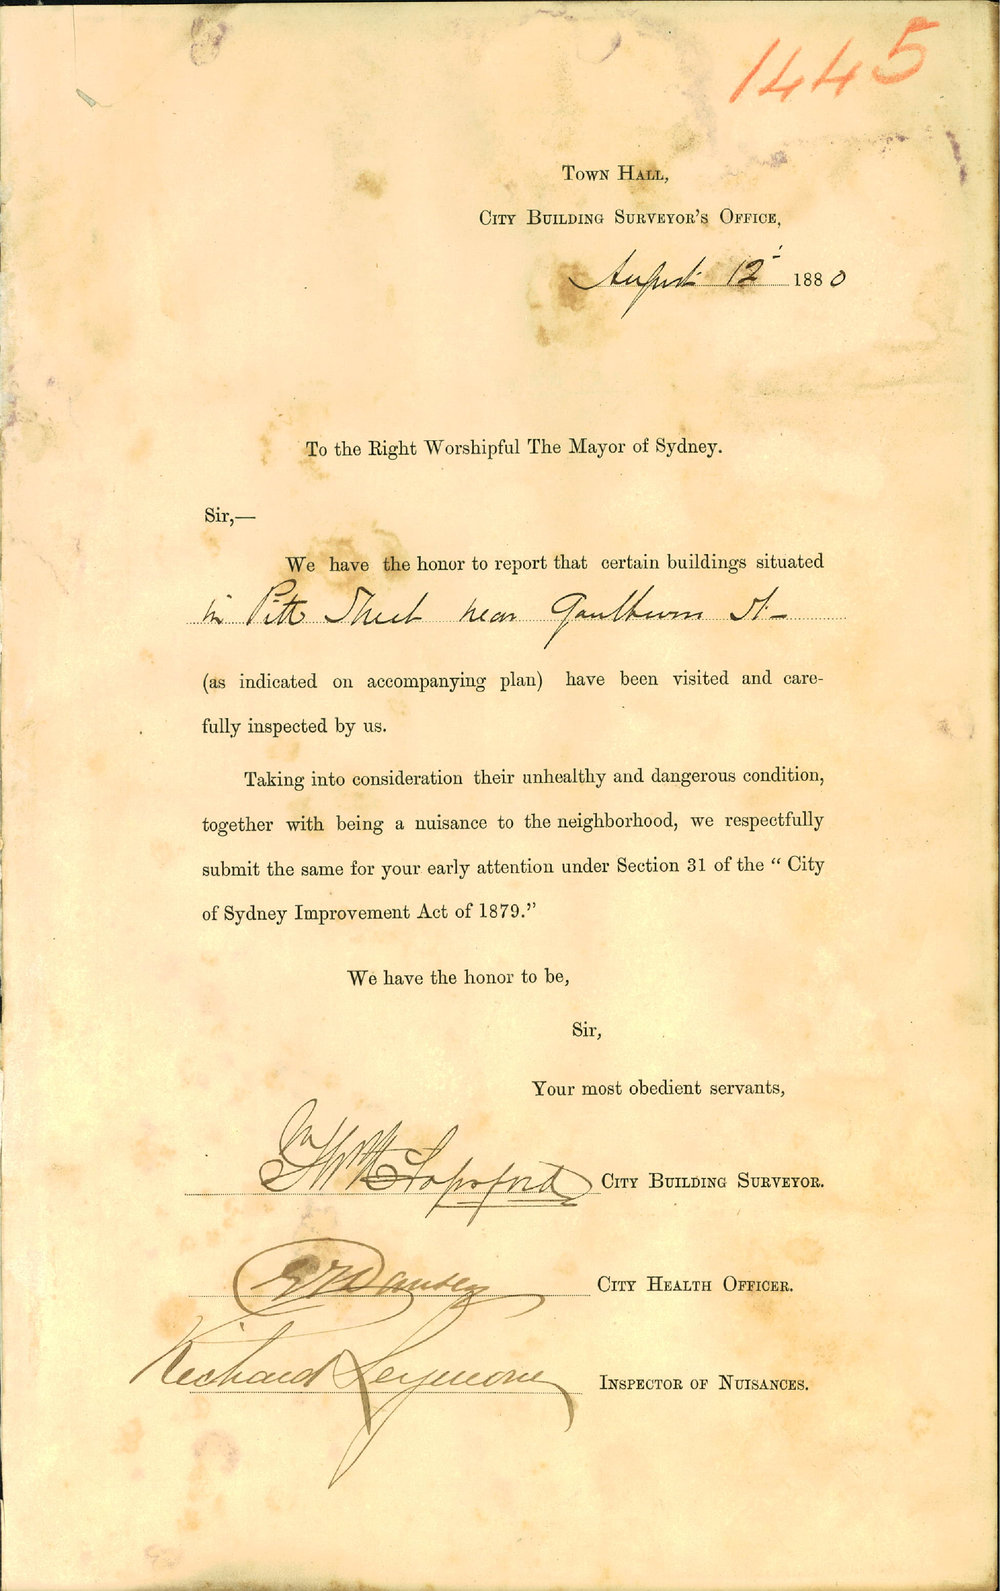 1445
Town Hall,
City Building Surveyor's Office,
August 12 1880
To the Right Worshipful The Mayor of Sydney.
Sir,—
We have the honor to report that certain buildings situated
in Pitt Street near Goulburn St-
(as indicated on accompanying plan) have been visited and care-
fully inspected by us.
Taking into consideration their unhealthy and dangerous condition,
together with being a nuisance to the neighborhood, we respectfully
submit the same for your early attention under Section 31 of the “ City
of Sydney Improvement Act of 1879.”
We have the honor to be,
Sir,
Your most obedient servants,
City Building Surveyor.
Dansey City Health Officer.
Richard Seymour Inspector of Nuisances.